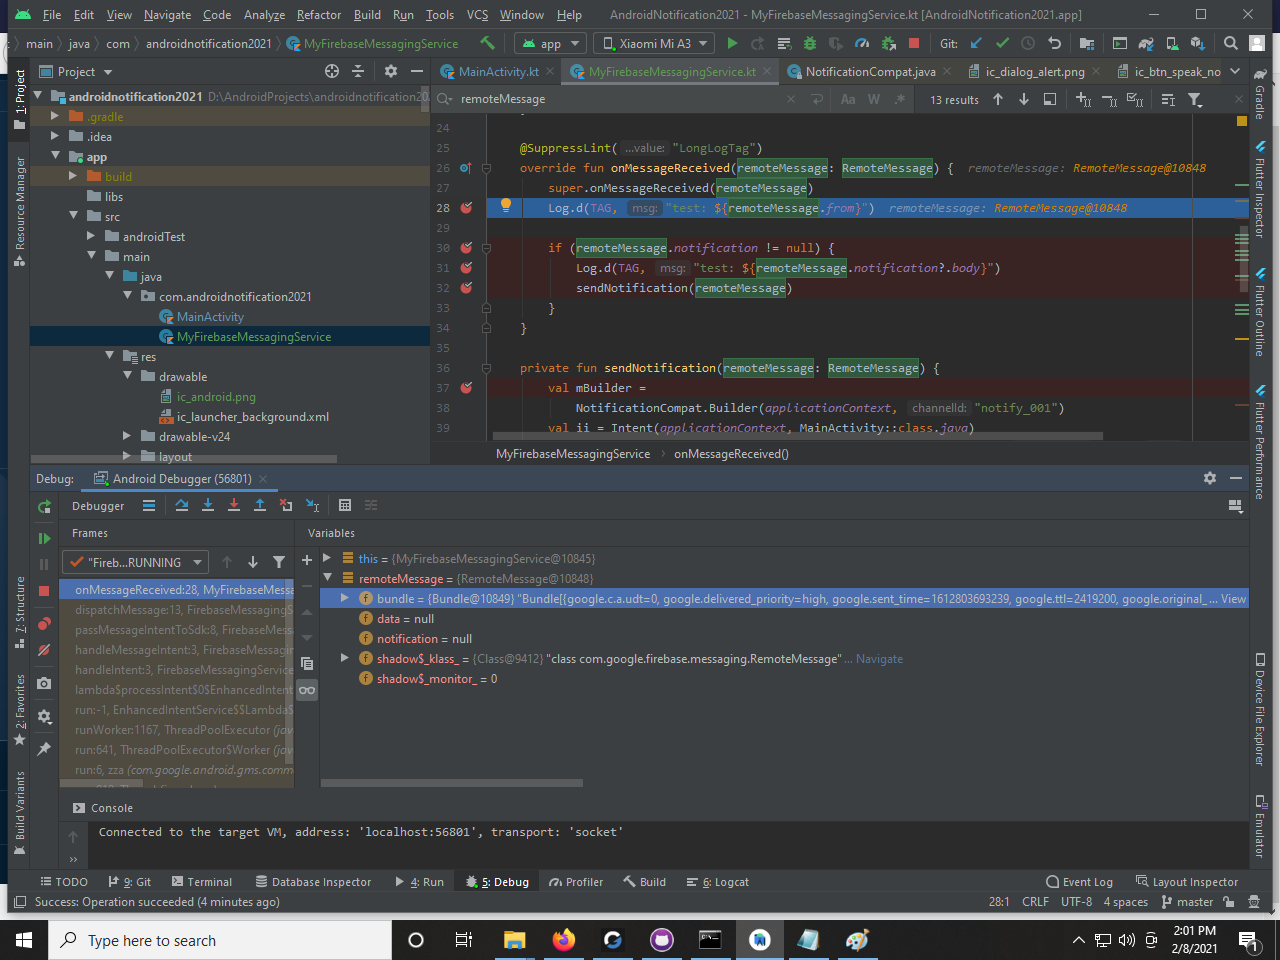 File Edit View Navigate Code Analyze Refactor Build Run Tools VCS Window Help AndroidNotification2021 - MyFirebaseMessagingService.kt [AndroidNotification2021.app]
main java com androidnotification2021 MyFirebaseMessagingService app Xiaomi Mi A3 Git:
Project MainActivity.kt MyFirebaseMessagingService.kt NotificationCompat.java ic_dialog_alert.png ic_btn_speak_no
remoteMessage Aa W .* 13 results
androidnotification2021 D:\AndroidProjects\androidnotification20
.gradle
.idea
app
build
libs
src
androidTest
main
java
com.androidnotification2021
MainActivity
MyFirebaseMessagingService
res
drawable
ic_android.png
ic_launcher_background.xml
drawable-v24
layout
24
25 @SuppressLint( ...value: "LongLogTag")
26 override fun onMessageReceived(remoteMessage: RemoteMessage) { remoteMessage: RemoteMessage@10848
27 super.onMessageReceived(remoteMessage)
28 Log.d(TAG, msg: "test: ${remoteMessage.from}") remoteMessage: RemoteMessage@10848
29
30 if (remoteMessage.notification != null) {
31 Log.d(TAG, msg: "test: ${remoteMessage.notification?.body}")
32 sendNotification(remoteMessage)
33 }
34 }
35
36 private fun sendNotification(remoteMessage: RemoteMessage) {
37 val mBuilder =
38 NotificationCompat.Builder(applicationContext, channelId: "notify_001")
39 val ii = Intent(applicationContext, MainActivity::class.java)
MyFirebaseMessagingService onMessageReceived()
1: Project
Resource Manager
7: Structure
2: Favorites
Build Variants
Gradle
Flutter Inspector
Flutter Outline
Flutter Performance
Device File Explorer
Emulator
Debug: Android Debugger (56801)
Debugger
Frames Variables
"Fireb...RUNNING
onMessageReceived:28, MyFirebaseMessa
dispatchMessage:13, FirebaseMessagingS
passMessageIntentToSdk:8, FirebaseMess
handleMessageIntent:3, FirebaseMessagi
handleIntent:3, FirebaseMessagingService
lambda$processIntent$0$EnhancedIntent
run:-1, EnhancedIntentService$$Lambda$
runWorker:1167, ThreadPoolExecutor (jav
run:641, ThreadPoolExecutor$Worker (jav
run:6, zza (com.google.android.gms.comm
this = {MyFirebaseMessagingService@10845}
remoteMessage = {RemoteMessage@10848}
bundle = {Bundle@10849} "Bundle[{google.c.a.udt=0, google.delivered_priority=high, google.sent_time=1612803693239, google.ttl=2419200, google.original_ ... View
data = null
notification = null
shadow$_klass_ = {Class@9412} "class com.google.firebase.messaging.RemoteMessage" ... Navigate
shadow$_monitor_ = 0
Console
Connected to the target VM, address: 'localhost:56801', transport: 'socket'
TODO 9: Git Terminal Database Inspector 4: Run 5: Debug Profiler Build 6: Logcat Event Log Layout Inspector
Success: Operation succeeded (4 minutes ago) 28:1 CRLF UTF-8 4 spaces master
Type here to search
2:01 PM
2/8/2021
1